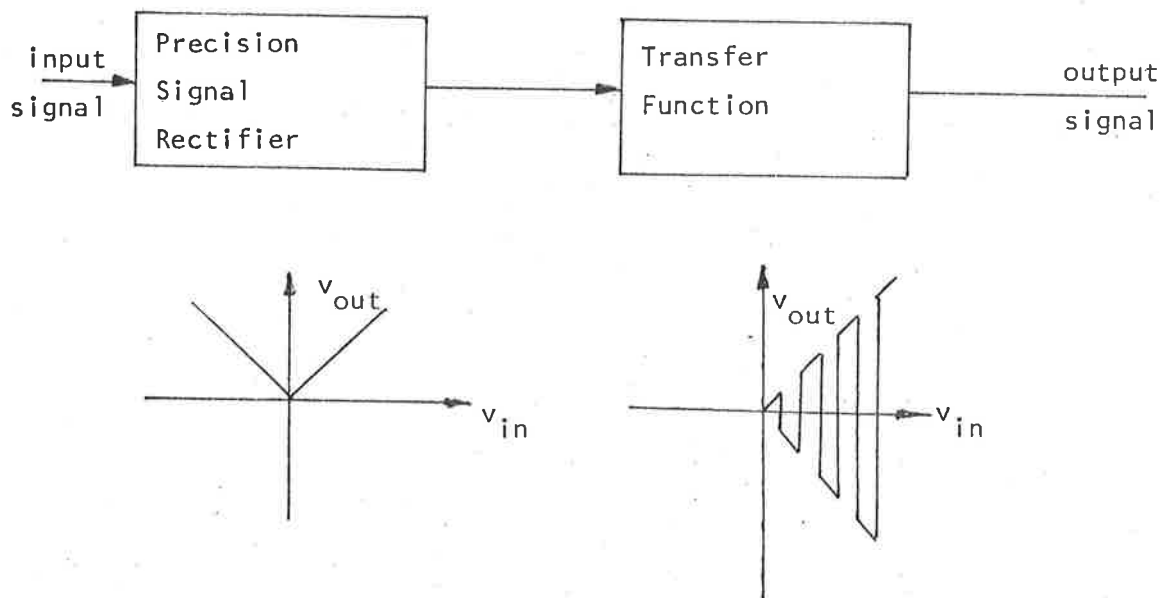 input
signal
Precision
Signal
Rectifier
Transfer
Function
output
signal
v out
v in
v out
v in